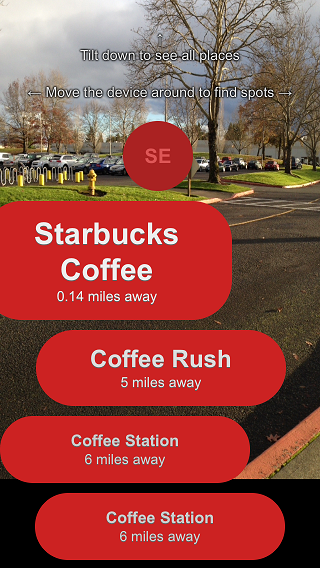 ↑
Tilt down to see all places
← Move the device around to find spots →
SE
Starbucks
Coffee
0.14 miles away
Coffee Rush
5 miles away
Coffee Station
6 miles away
Coffee Station
6 miles away